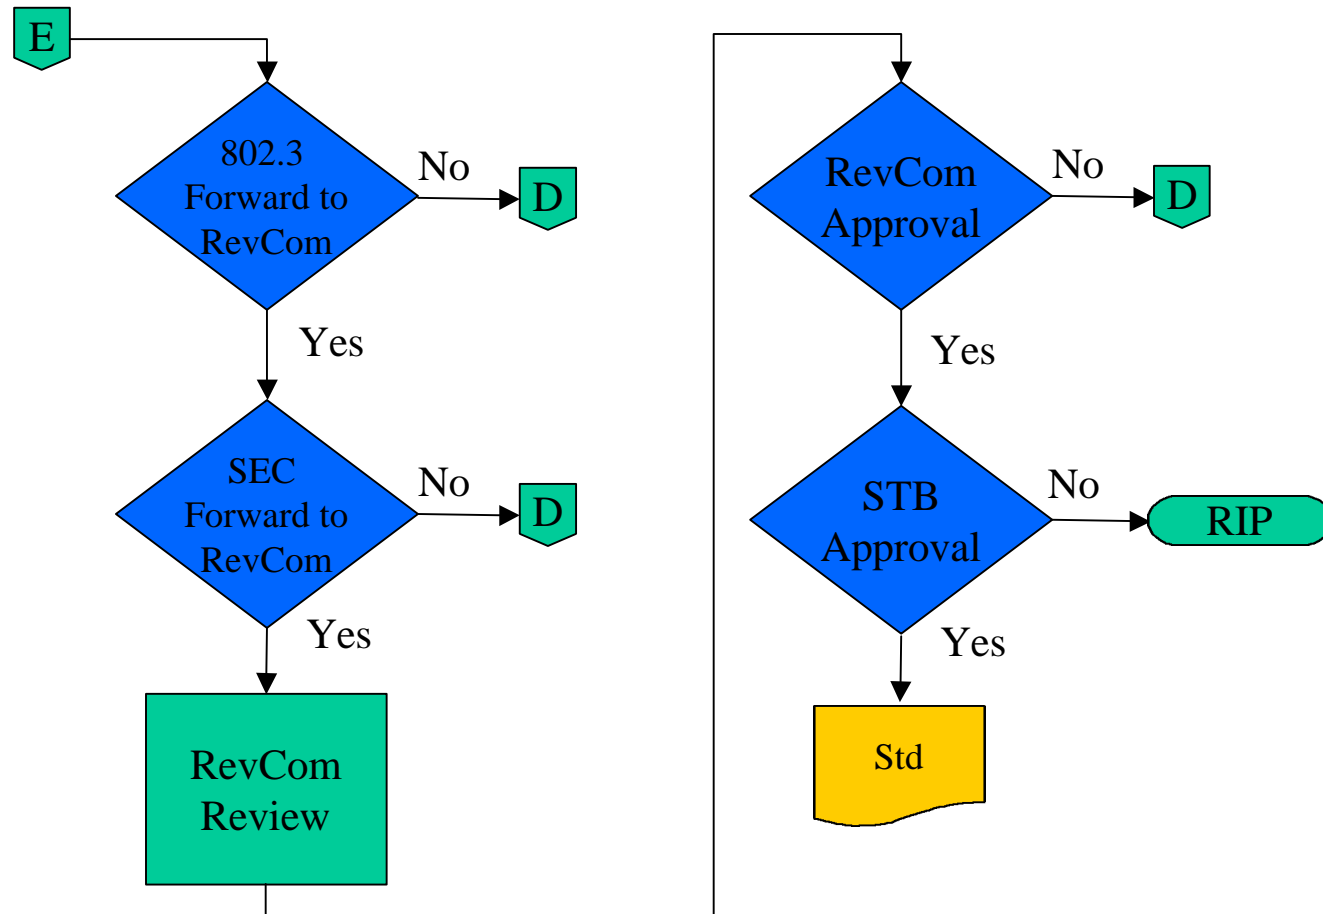 E
802.3
Forward to
RevCom
No
D
Yes
SEC
Forward to
RevCom
No
D
Yes
RevCom
Review
RevCom
Approval
No
D
Yes
STB
Approval
No
RIP
Yes
Std